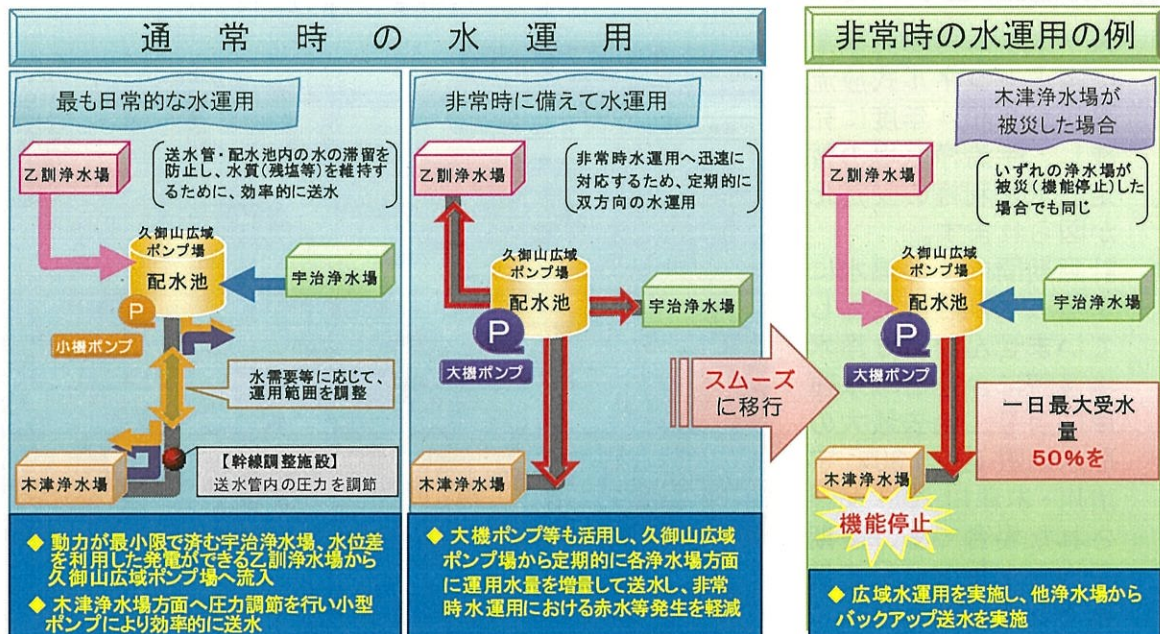 通常時の水運用
最も日常的な水運用
乙訓浄水場
送水管・配水池内の水の滞留を
防止し、水質(残塩等)を維持す
るために、効率的に送水
久御山広域
ポンプ場
配水池
宇治浄水場
P
小機ポンプ
水需要等に応じて、
運用範囲を調整
【幹線調整施設】
送水管内の圧力を調節
木津浄水場
◆ 動力が最小限で済む宇治浄水場、水位差
を利用した発電ができる乙訓浄水場から
久御山広域ポンプ場へ流入
◆ 木津浄水場方面へ圧力調節を行い小型
ポンプにより効率的に送水
非常時に備えて水運用
乙訓浄水場
非常時水運用へ迅速に
対応するため、定期的に
双方向の水運用
久御山広域
ポンプ場
配水池
宇治浄水場
P
大機ポンプ
木津浄水場
◆ 大機ポンプ等も活用し、久御山広域
ポンプ場から定期的に各浄水場方面
に運用水量を増量して送水し、非常
時水運用における赤水等発生を軽減
スムーズ
に移行
非常時の水運用の例
木津浄水場が
被災した場合
乙訓浄水場
いずれの浄水場が
被災(機能停止)した
場合でも同じ
久御山広域
ポンプ場
配水池
宇治浄水場
P
大機ポンプ
一日最大受水
量
50%を
木津浄水場
機能停止
◆ 広域水運用を実施し、他浄水場から
バックアップ送水を実施